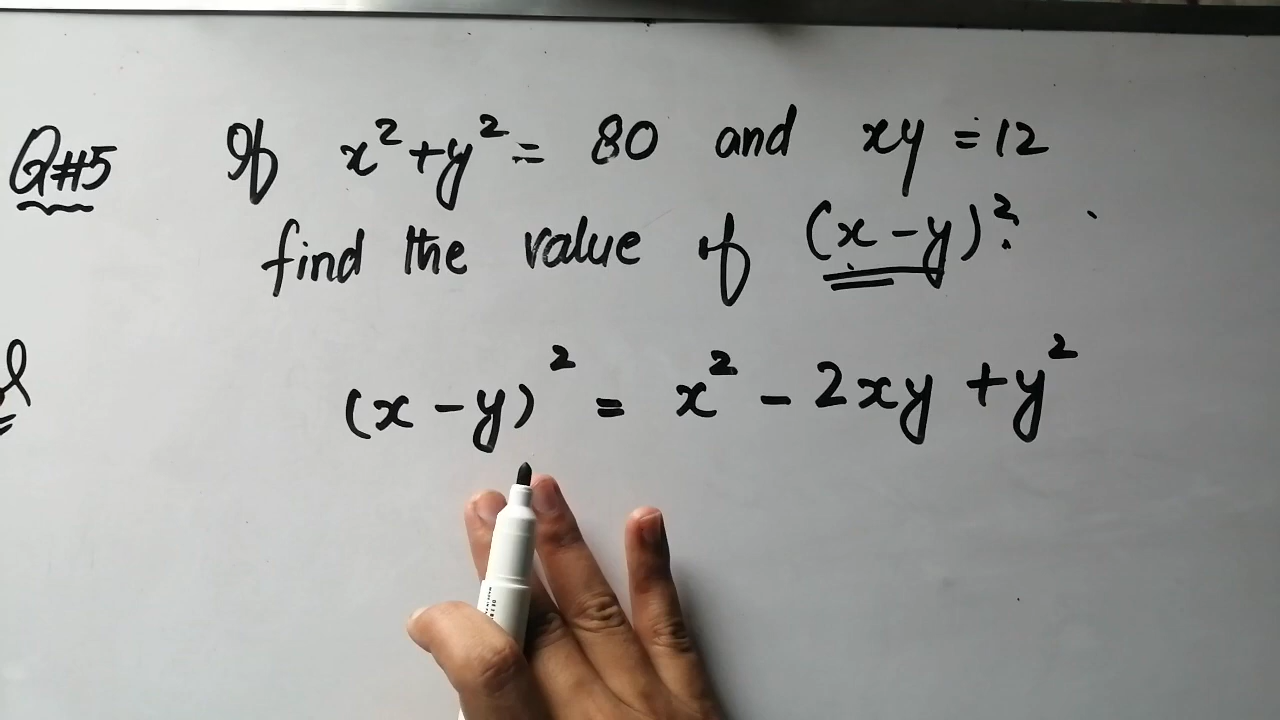 Q#5 If x²+y²= 80 and xy =12
find the value of (x-y)²?
(x-y)² = x² - 2xy + y²